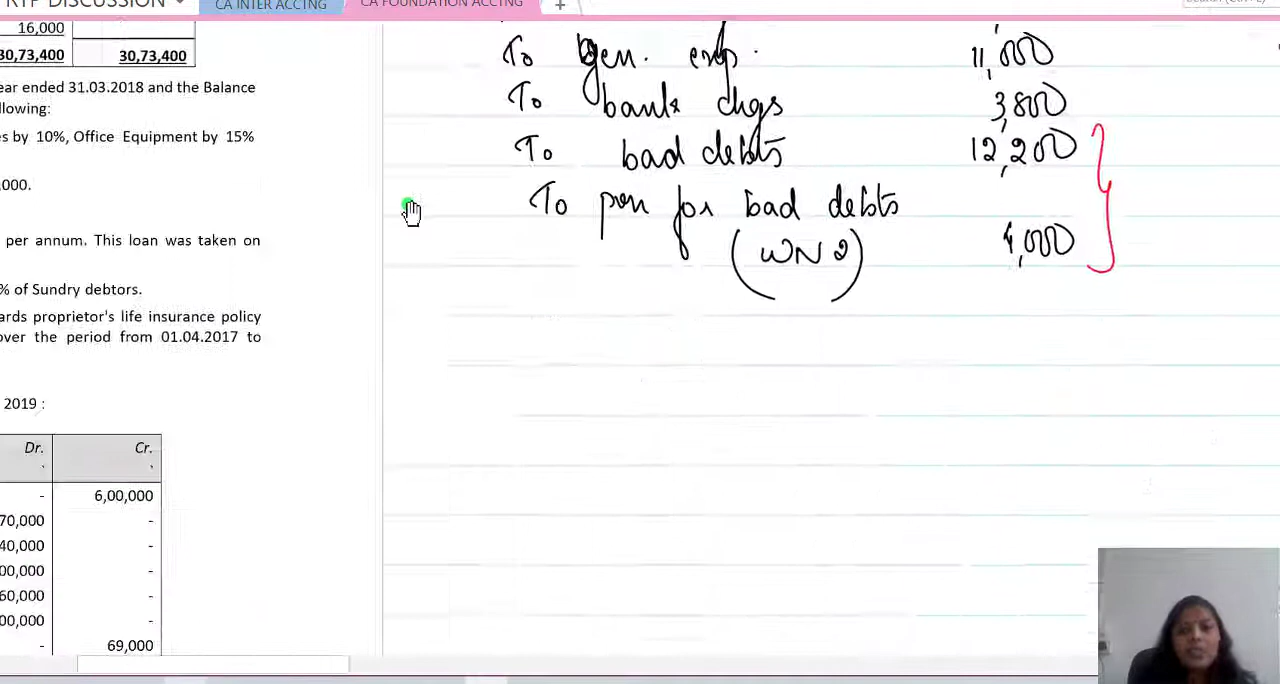 RTP DISCUSSION
CA INTER ACCTNG
CA FOUNDATION ACCTNG
+
16,000
30,73,400 30,73,400
ear ended 31.03.2018 and the Balance
llowing:
es by 10%, Office Equipment by 15%
,000.
per annum. This loan was taken on
% of Sundry debtors.
ards proprietor's life insurance policy
over the period from 01.04.2017 to
2019 :
Dr. Cr.
- 6,00,000
70,000 -
40,000 -
00,000 -
60,000 -
00,000 -
- 69,000
To gen. exp. 11,000
To bank chgs 3,800
To bad debts 12,200
To prov for bad debts
(WN 2) 4,000